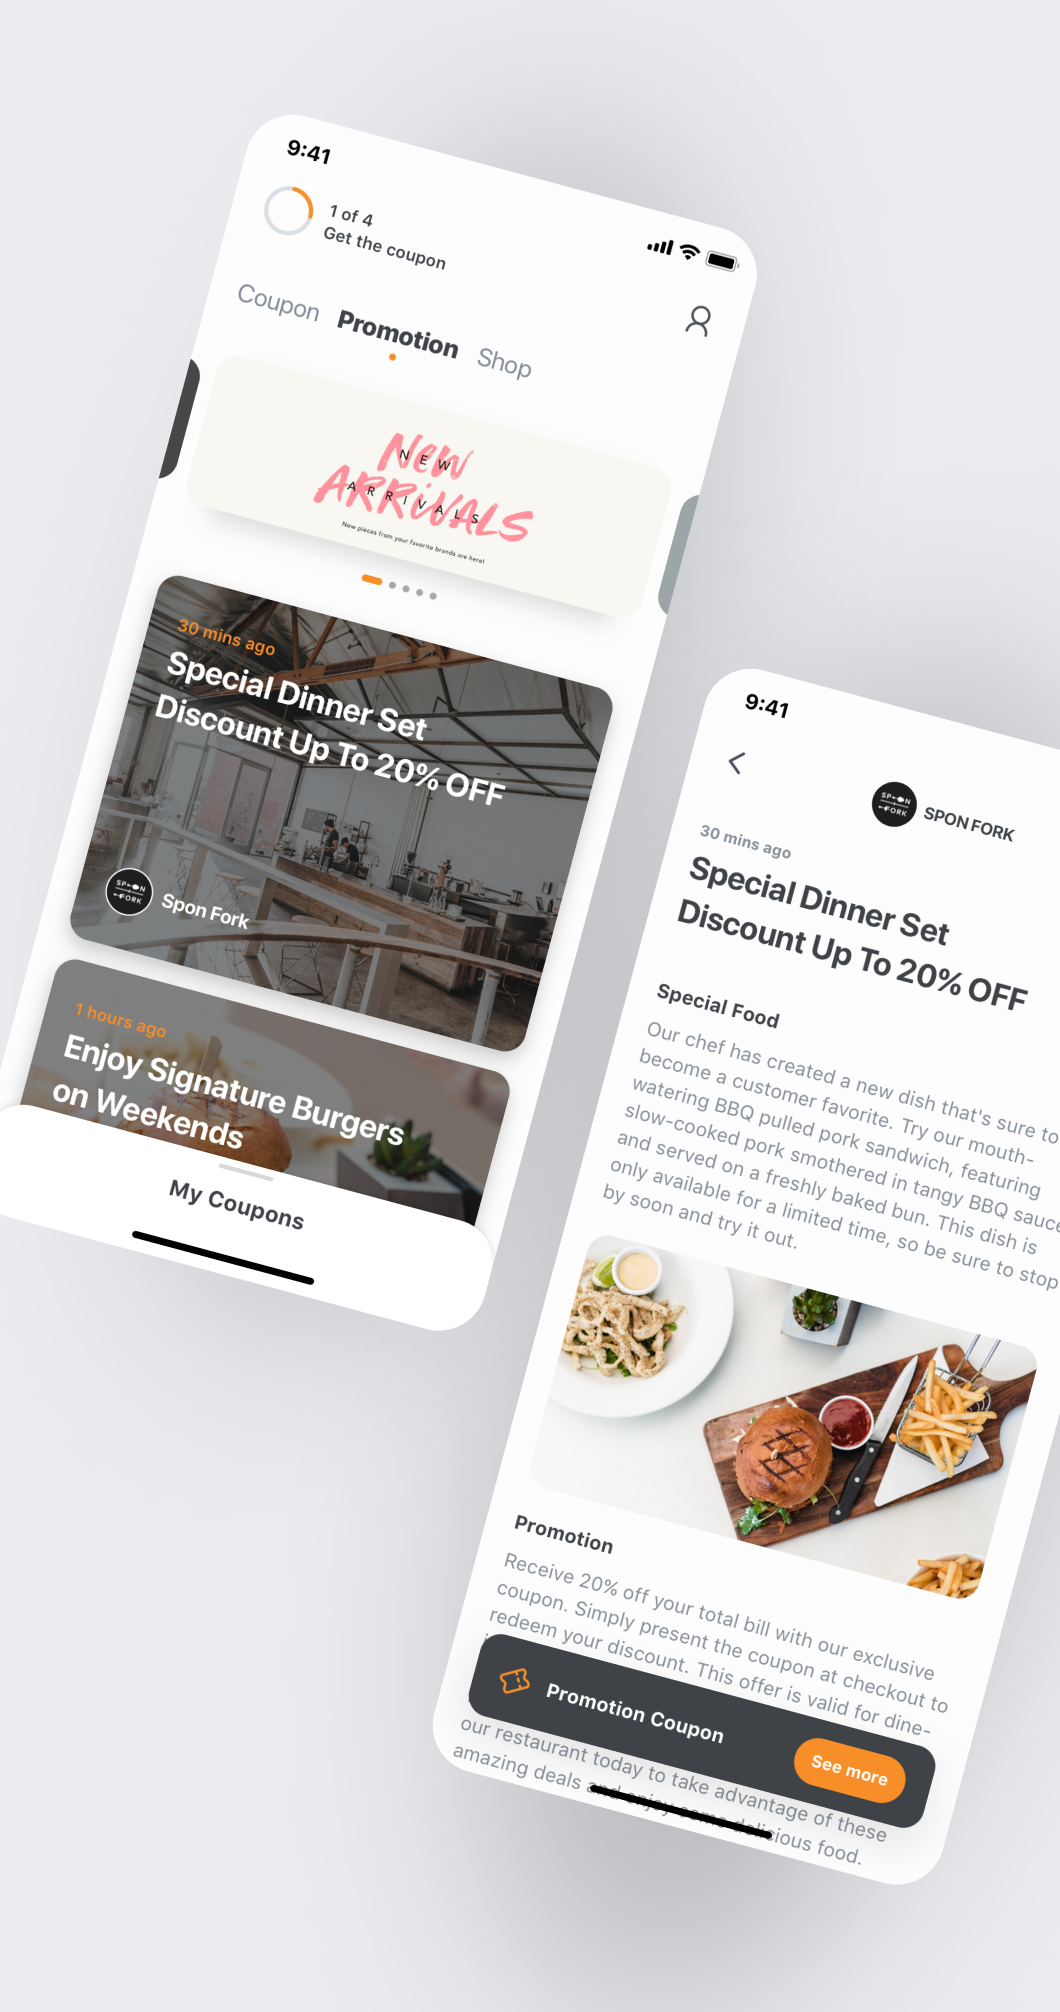 9:41
1 of 4
Get the coupon
Coupon Promotion Shop
New
NEW
ARRiVALS
ARRIVALS
New pieces from your favorite brands are here!
30 mins ago
Special Dinner Set
Discount Up To 20% OFF
SPOON
FORK
Spon Fork
1 hours ago
Enjoy Signature Burgers
on Weekends
My Coupons
9:41
SPOON
FORK
SPON FORK
30 mins ago
Special Dinner Set
Discount Up To 20% OFF
Special Food
Our chef has created a new dish that's sure to
become a customer favorite. Try our mouth-
watering BBQ pulled pork sandwich, featuring
slow-cooked pork smothered in tangy BBQ sauce
and served on a freshly baked bun. This dish is
only available for a limited time, so be sure to stop
by soon and try it out.
Promotion
Receive 20% off your total bill with our exclusive
coupon. Simply present the coupon at checkout to
redeem your discount. This offer is valid for dine-
Promotion Coupon
See more
our restaurant today to take advantage of these
amazing deals and enjoy some delicious food.